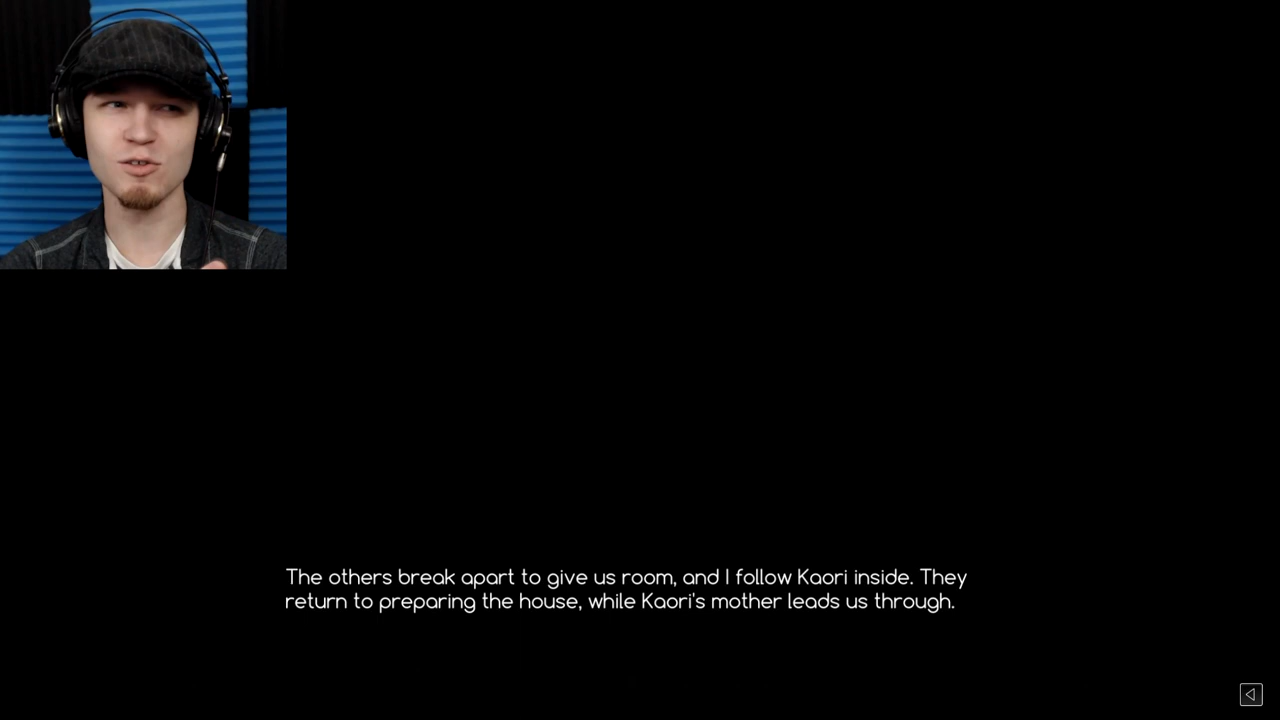 The others break apart to give us room, and I follow Kaori inside. They
return to preparing the house, while Kaori's mother leads us through.